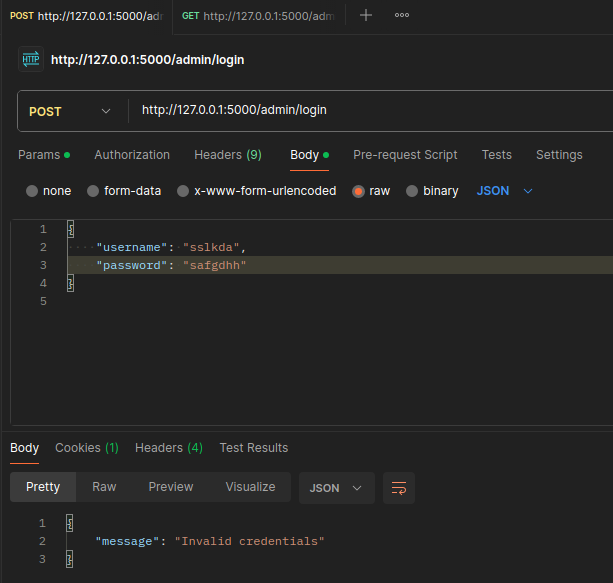 POST http://127.0.0.1:5000/adn
GET http://127.0.0.1:5000/adm
HTTP http://127.0.0.1:5000/admin/login
POST http://127.0.0.1:5000/admin/login
Params Authorization Headers (9) Body Pre-request Script Tests Settings
none form-data x-www-form-urlencoded raw binary JSON
1 {
2 "username": "sslkda",
3 "password": "safgdhh"
4 }
5
Body Cookies (1) Headers (4) Test Results
Pretty Raw Preview Visualize JSON
1 {
2 "message": "Invalid credentials"
3 }